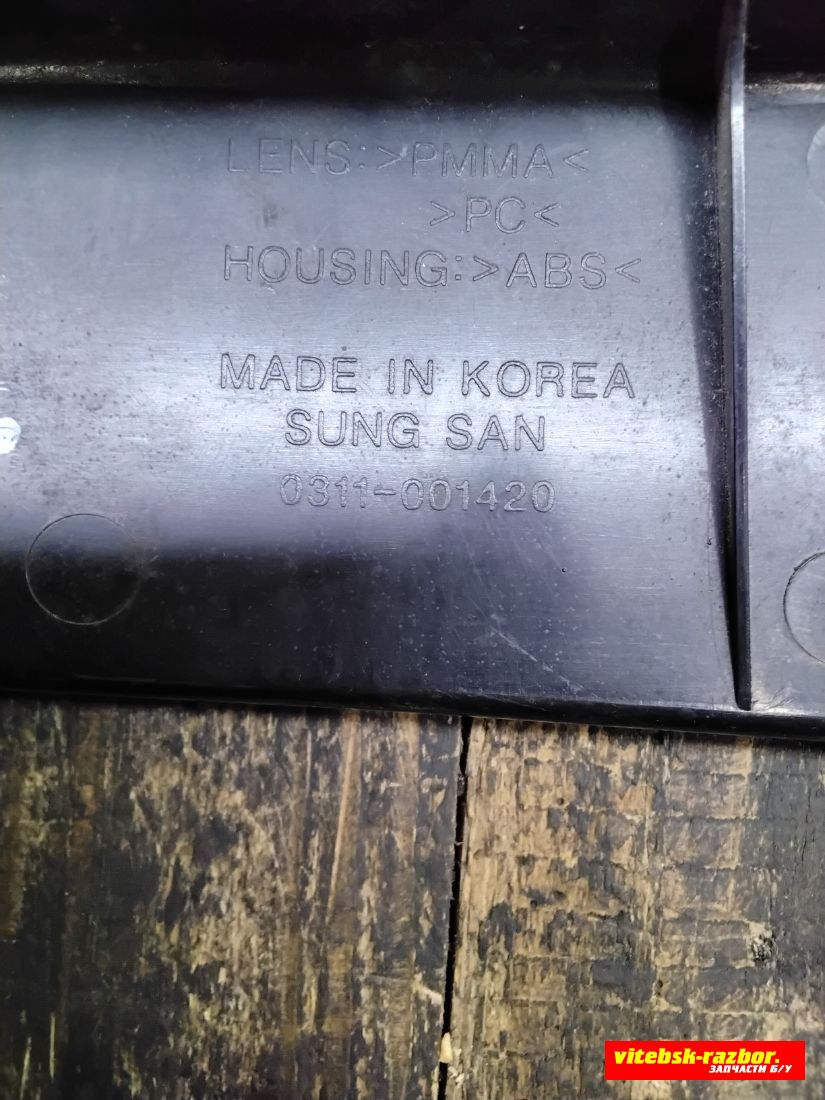 LENS:>PMMA<
>PC<
HOUSING:>ABS<
MADE IN KOREA
SUNG SAN
0311-001420
vitebsk-razbor.
ЗАПЧАСТИ Б/У